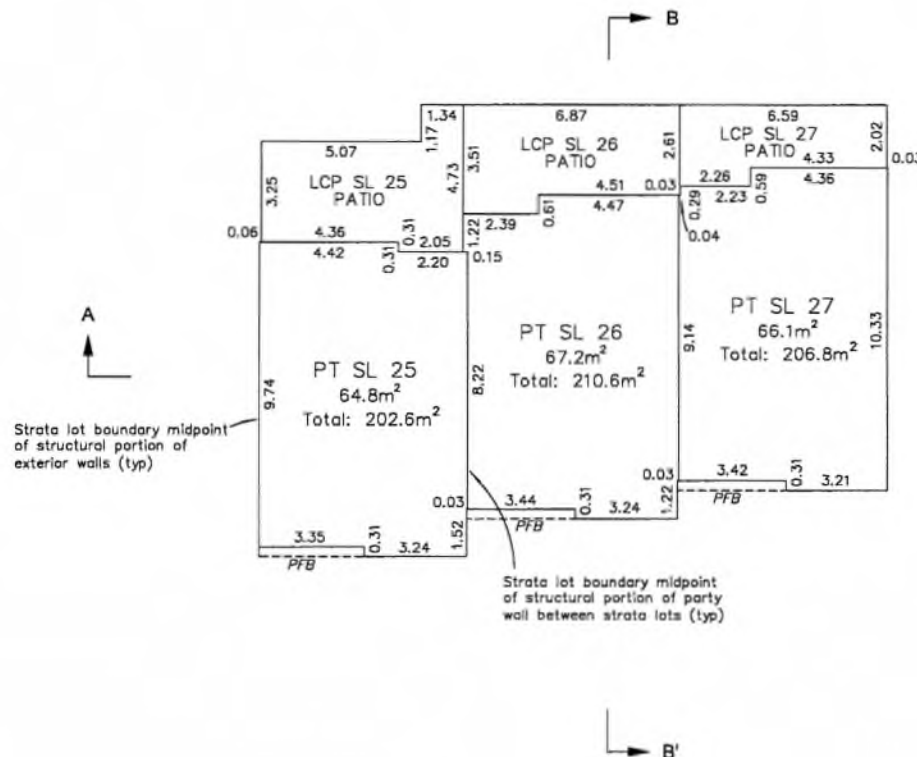 B
1.34
6.87
6.59
5.07
1.17
3.51
LCP SL 26
PATIO
2.61
LCP SL 27
PATIO
2.02
3.25
LCP SL 25
PATIO
4.73
4.33
0.03
2.26
4.36
4.51
0.03
2.23
0.59
0.29
2.39
0.61
4.47
0.04
0.06
4.36
0.31
2.05
1.22
4.42
0.31
2.20
0.15
A
PT SL 27
66.1m²
Total: 206.8m²
PT SL 26
67.2m²
Total: 210.6m²
PT SL 25
64.8m²
Total: 202.6m²
9.74
8.22
9.14
10.33
Strata lot boundary midpoint
of structural portion of
exterior walls (typ)
0.03
3.42
0.31
3.21
0.03
3.44
0.31
3.24
1.22
PFB
3.35
0.31
3.24
1.52
PFB
Strata lot boundary midpoint
of structural portion of party
wall between strata lots (typ)
B'